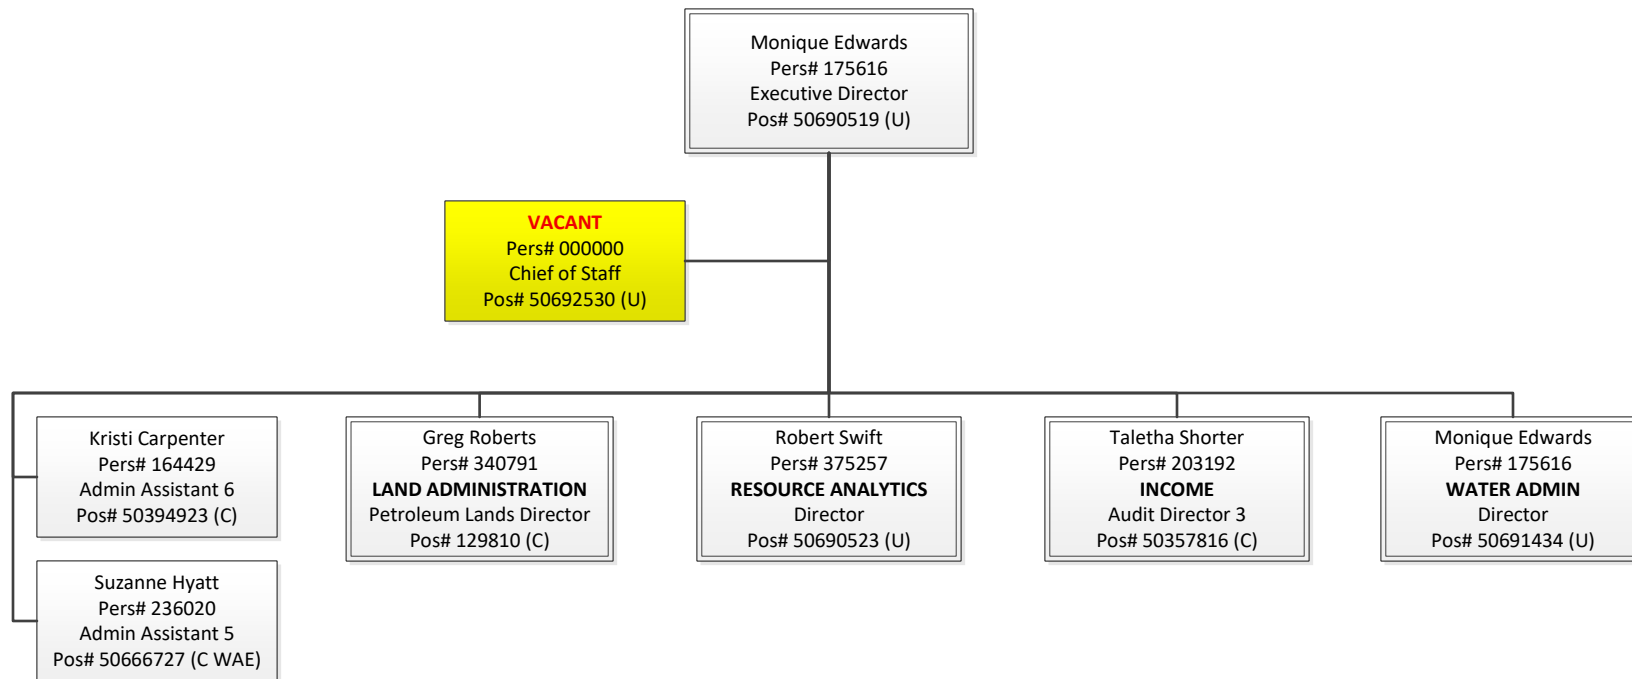 Monique Edwards
Pers# 175616
Executive Director
Pos# 50690519 (U)
VACANT
Pers# 000000
Chief of Staff
Pos# 50692530 (U)
Kristi Carpenter
Pers# 164429
Admin Assistant 6
Pos# 50394923 (C)
Greg Roberts
Pers# 340791
LAND ADMINISTRATION
Petroleum Lands Director
Pos# 129810 (C)
Robert Swift
Pers# 375257
RESOURCE ANALYTICS
Director
Pos# 50690523 (U)
Taletha Shorter
Pers# 203192
INCOME
Audit Director 3
Pos# 50357816 (C)
Monique Edwards
Pers# 175616
WATER ADMIN
Director
Pos# 50691434 (U)
Suzanne Hyatt
Pers# 236020
Admin Assistant 5
Pos# 50666727 (C WAE)